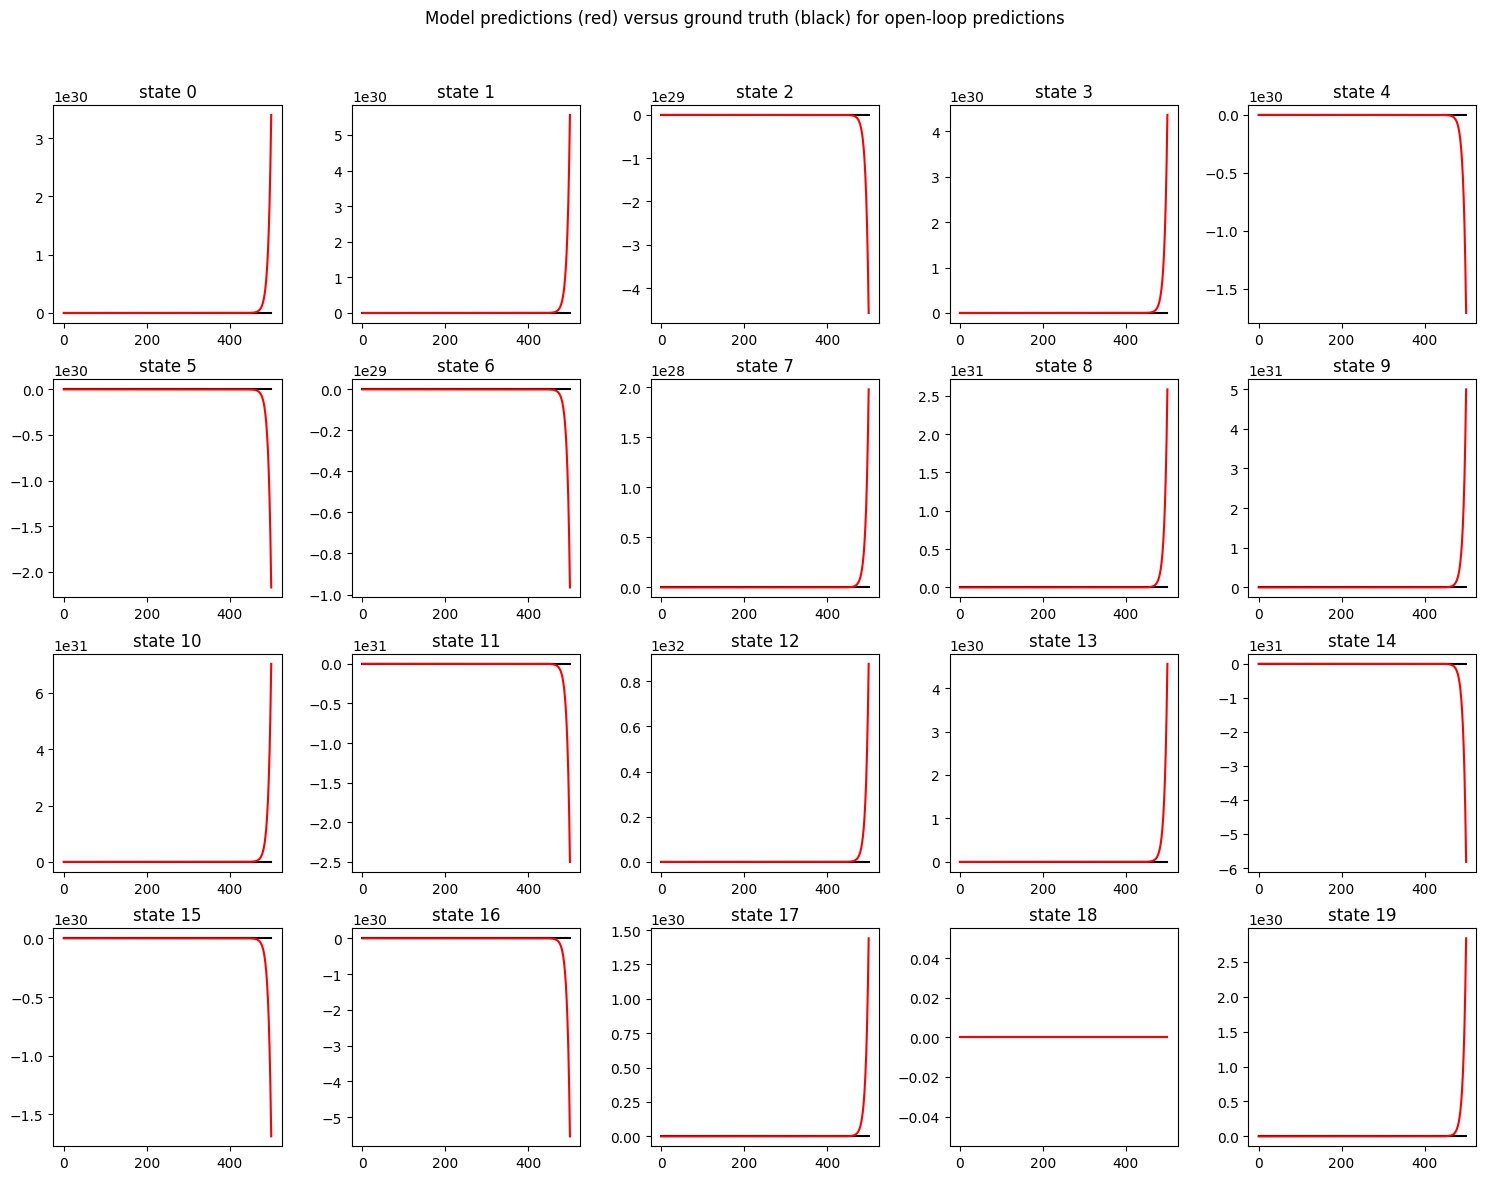 Model predictions (red) versus ground truth (black) for open-loop predictions
state 0 state 1 state 2 state 3 state 4
1e30 1e30 1e29 1e30 1e30
3 2 1 0
5 4 3 2 1 0
0 −1 −2 −3 −4
4 3 2 1 0
0.0 −0.5 −1.0 −1.5
0 200 400 0 200 400 0 200 400 0 200 400 0 200 400
state 5 state 6 state 7 state 8 state 9
1e30 1e29 1e28 1e31 1e31
0.0 −0.5 −1.0 −1.5 −2.0
0.0 −0.2 −0.4 −0.6 −0.8 −1.0
2.0 1.5 1.0 0.5 0.0
2.5 2.0 1.5 1.0 0.5 0.0
5 4 3 2 1 0
0 200 400 0 200 400 0 200 400 0 200 400 0 200 400
state 10 state 11 state 12 state 13 state 14
1e31 1e31 1e32 1e30 1e31
6 4 2 0
0.0 −0.5 −1.0 −1.5 −2.0 −2.5
0.8 0.6 0.4 0.2 0.0
4 3 2 1 0
0 −1 −2 −3 −4 −5 −6
0 200 400 0 200 400 0 200 400 0 200 400 0 200 400
state 15 state 16 state 17 state 18 state 19
1e30 1e30 1e30 1e30
0.0 −0.5 −1.0 −1.5
0 −1 −2 −3 −4 −5
1.50 1.25 1.00 0.75 0.50 0.25 0.00
0.04 0.02 0.00 −0.02 −0.04
2.5 2.0 1.5 1.0 0.5 0.0
0 200 400 0 200 400 0 200 400 0 200 400 0 200 400